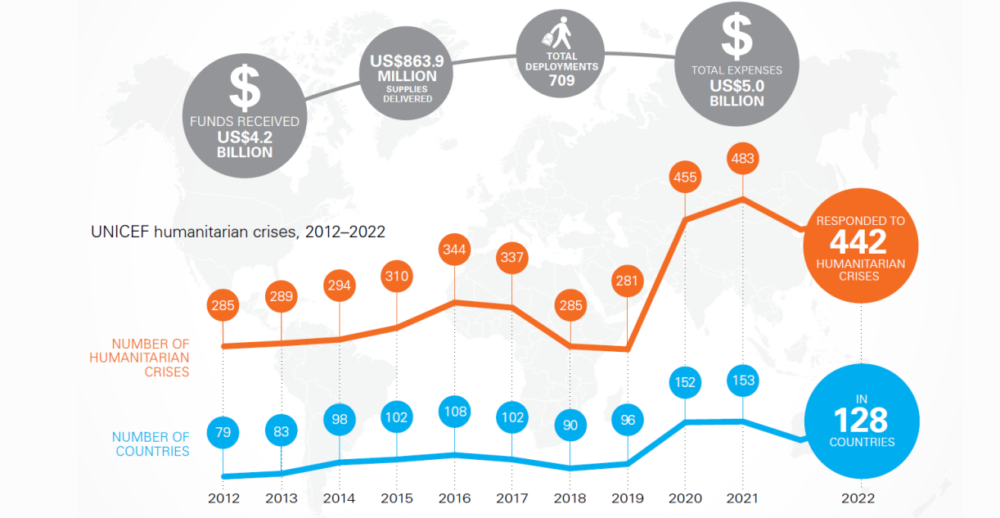 $
FUNDS RECEIVED
US$4.2
BILLION
US$863.9
MILLION
SUPPLIES
DELIVERED
TOTAL
DEPLOYMENTS
709
$
TOTAL EXPENSES
US$5.0
BILLION
UNICEF humanitarian crises, 2012–2022
NUMBER OF
HUMANITARIAN
CRISES
285
289
294
310
344
337
285
281
455
483
RESPONDED TO
442
HUMANITARIAN
CRISES
NUMBER OF
COUNTRIES
79
83
98
102
108
102
90
96
152
153
IN
128
COUNTRIES
2012 2013 2014 2015 2016 2017 2018 2019 2020 2021 2022